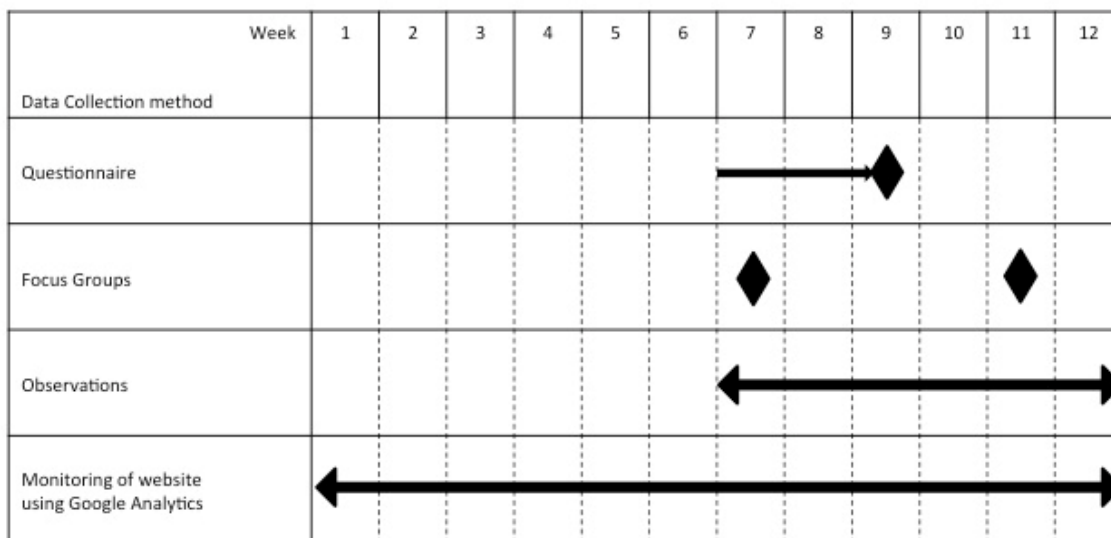 Week 1 2 3 4 5 6 7 8 9 10 11 12
Data Collection method
Questionnaire
Focus Groups
Observations
Monitoring of website
using Google Analytics